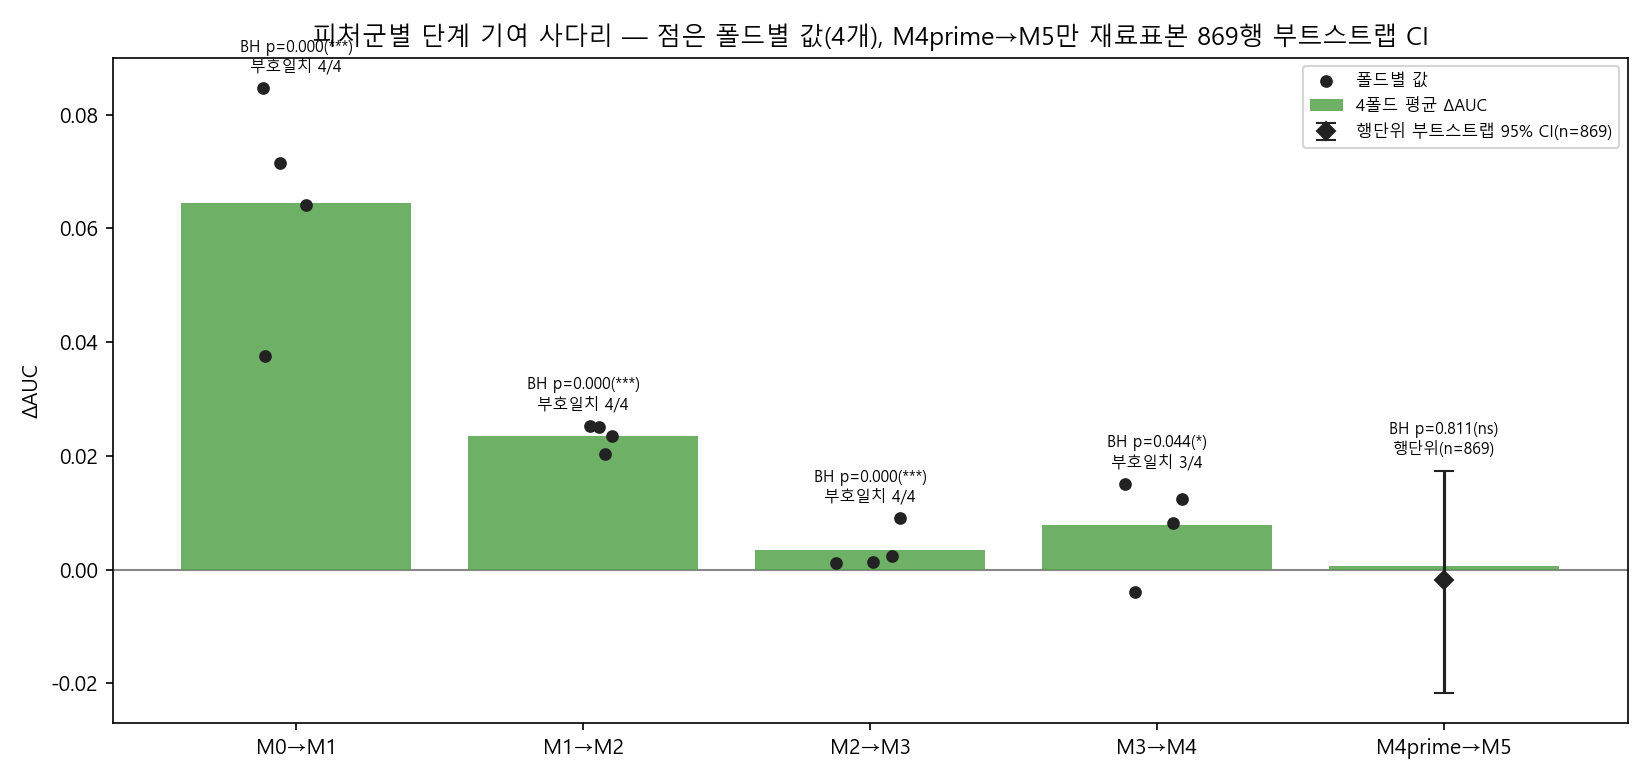 피처군별 단계 기여 사다리 — 점은 폴드별 값(4개), M4prime→M5만 재료표본 869행 부트스트랩 CI
BH p=0.000(***)
부호일치 4/4
폴드별 값
4폴드 평균 ΔAUC
행단위 부트스트랩 95% CI(n=869)
0.08
0.06
0.04
0.02
0.00
-0.02
ΔAUC
BH p=0.000(***)
부호일치 4/4
BH p=0.000(***)
부호일치 4/4
BH p=0.044(*)
부호일치 3/4
BH p=0.811(ns)
행단위(n=869)
M0→M1
M1→M2
M2→M3
M3→M4
M4prime→M5